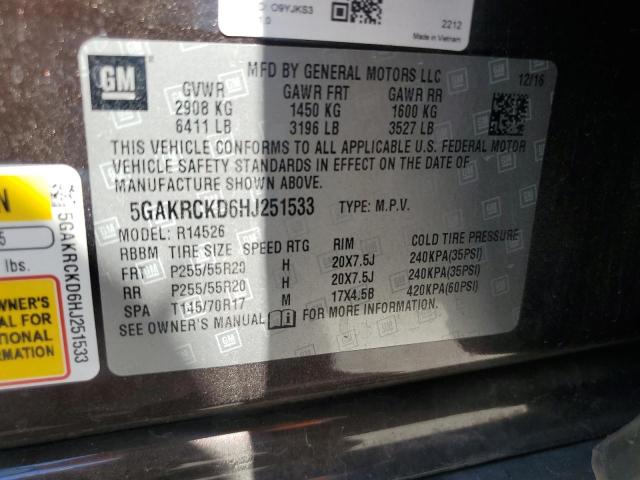 O9YJKS3
2212
Made in Vietnam
GM
MFD BY GENERAL MOTORS LLC
12/16
GVWR GAWR FRT GAWR RR
2908 KG 1450 KG 1600 KG
6411 LB 3196 LB 3527 LB
THIS VEHICLE CONFORMS TO ALL APPLICABLE U.S. FEDERAL MOTOR
VEHICLE SAFETY STANDARDS IN EFFECT ON THE DATE OF
MANUFACTURE SHOWN ABOVE.
5GAKRCKD6HJ251533 TYPE: M.P.V.
MODEL: R14526
RBBM TIRE SIZE SPEED RTG RIM COLD TIRE PRESSURE
FRT P255/55R20 H 20X7.5J 240KPA(35PSI)
RR P255/55R20 H 20X7.5J 240KPA(35PSI)
SPA T145/70R17 M 17X4.5B 420KPA(60PSI)
SEE OWNER'S MANUAL FOR MORE INFORMATION.
N
5
lbs.
OWNER'S
AL FOR
TIONAL
MATION
5GAKRCKD6HJ251533